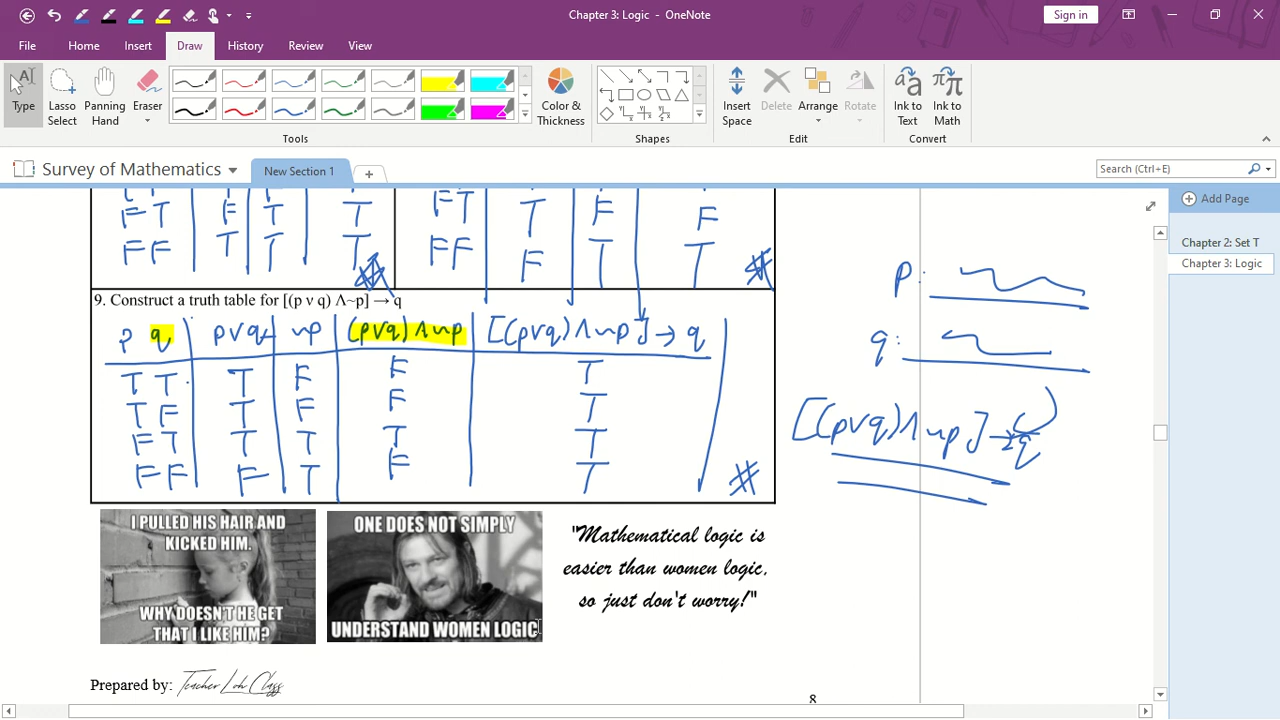 Chapter 3: Logic - OneNote
Sign in
File Home Insert Draw History Review View
Type
Lasso Select
Panning Hand
Eraser
Color & Thickness
Insert Space
Delete
Arrange
Rotate
Ink to Text
Ink to Math
Tools
Shapes
Edit
Convert
Survey of Mathematics
New Section 1
Search (Ctrl+E)
Add Page
Chapter 2: Set T
Chapter 3: Logic
F T F T T
F F T T T
F T T F F
F F F T T
9. Construct a truth table for [(p v q) Λ~p] → q
p q p∨q ~p (p∨q) ∧ ~p [(p∨q) ∧ ~p] → q
T T T F F T
T F T F F T
F T T T T T
F F F T F T
p:
q:
[(p∨q) ∧ ~p] → q
I PULLED HIS HAIR AND
KICKED HIM.
WHY DOESN'T HE GET
THAT I LIKE HIM?
ONE DOES NOT SIMPLY
UNDERSTAND WOMEN LOGIC
"Mathematical logic is
easier than women logic,
so just don't worry!"
Prepared by: Teacher Loh Class
8